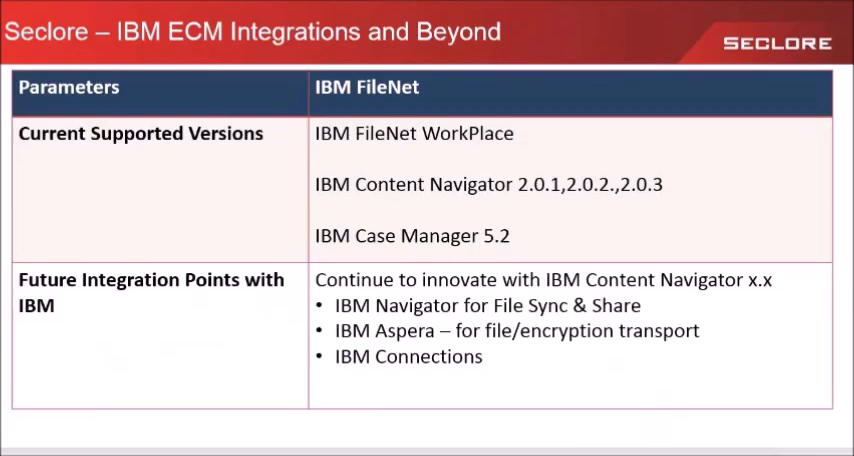 Seclore – IBM ECM Integrations and Beyond
SECLORE
Parameters
IBM FileNet
Current Supported Versions
IBM FileNet WorkPlace
IBM Content Navigator 2.0.1,2.0.2.,2.0.3
IBM Case Manager 5.2
Future Integration Points with
IBM
Continue to innovate with IBM Content Navigator x.x
• IBM Navigator for File Sync & Share
• IBM Aspera – for file/encryption transport
• IBM Connections